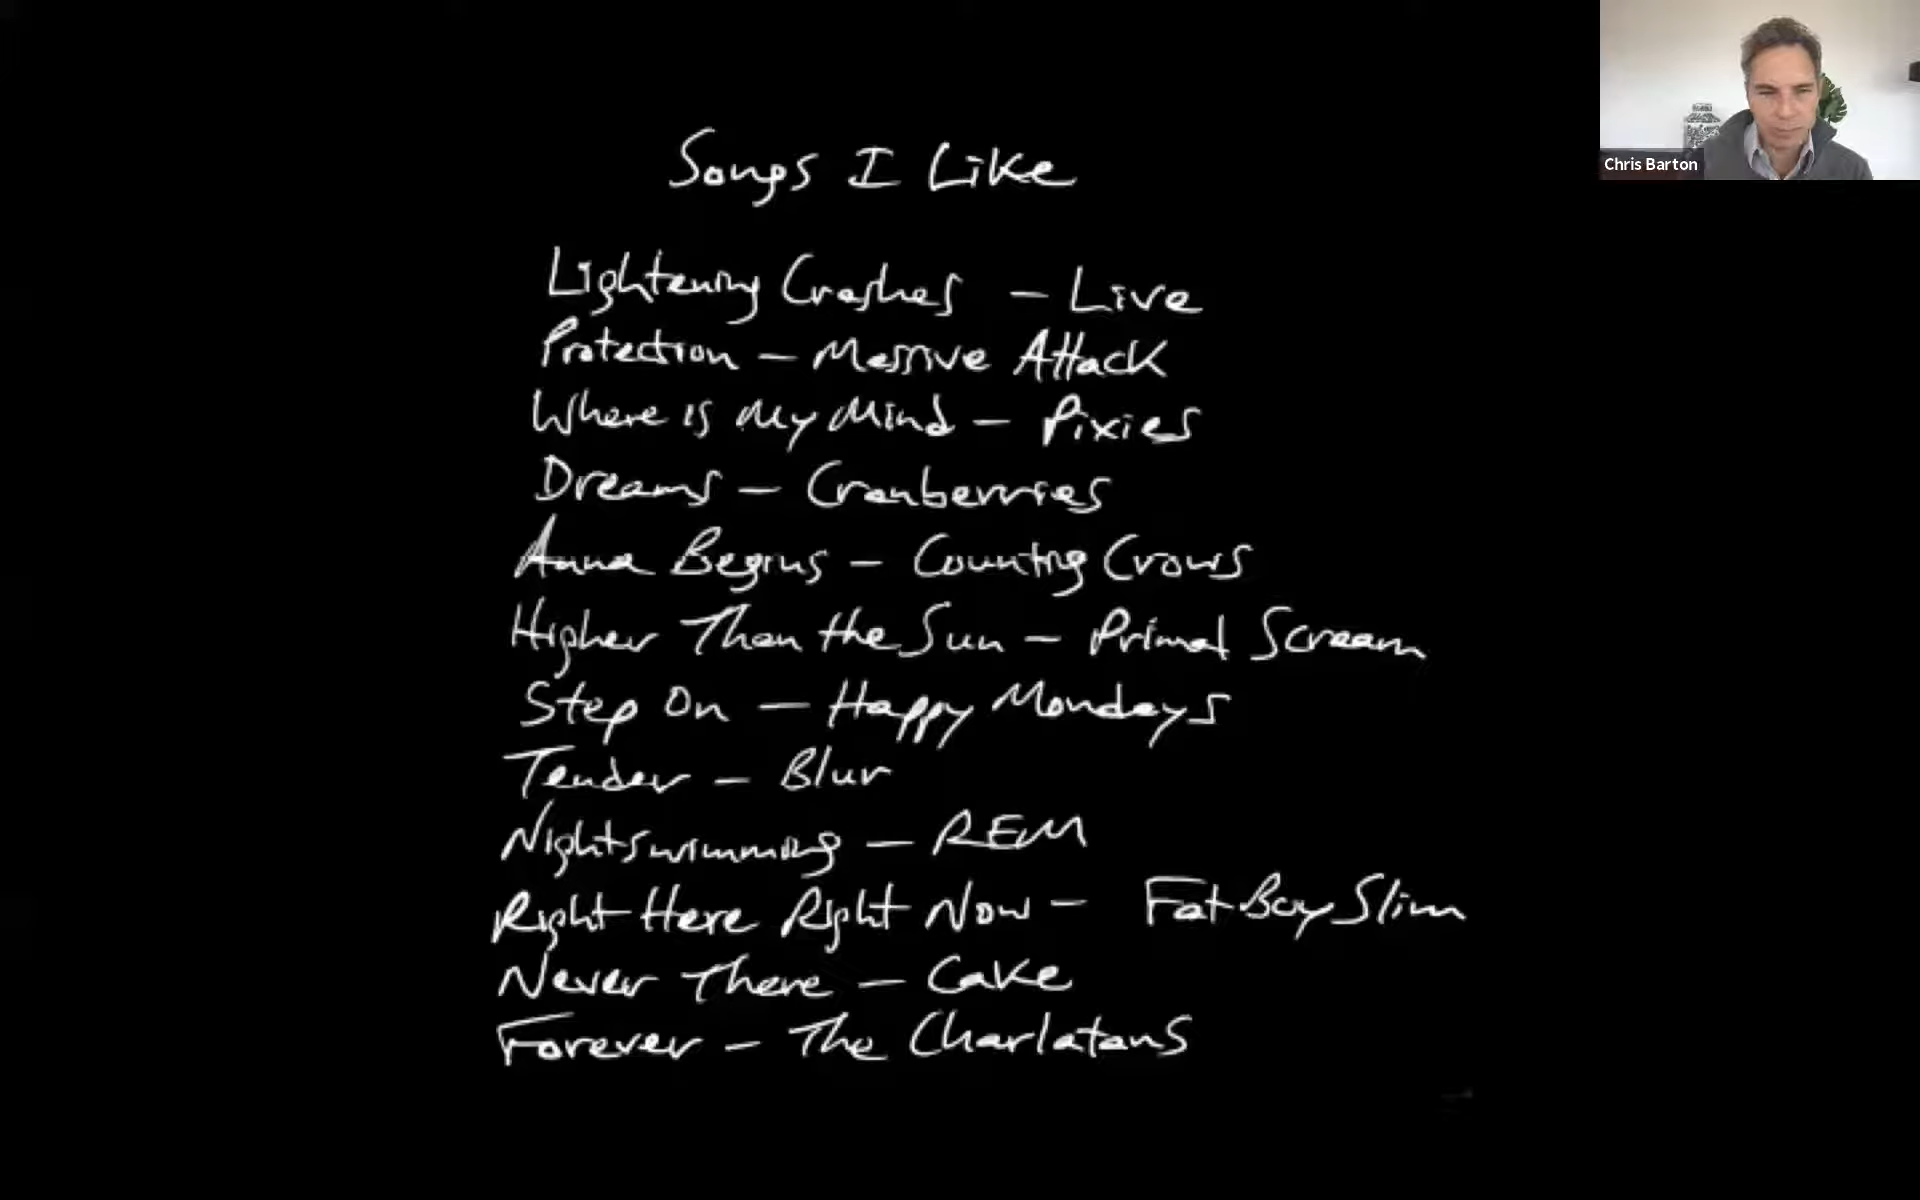 Chris Barton
Songs I Like
Lightening Crashes – Live
Protection – Massive Attack
Where is My Mind – Pixies
Dreams – Cranberries
Anna Begins – Counting Crows
Higher Than the Sun – Primal Scream
Step On – Happy Mondays
Tender – Blur
Nightswimming – REM
Right Here Right Now – Fat Boy Slim
Never There – Cake
Forever – The Charlatans